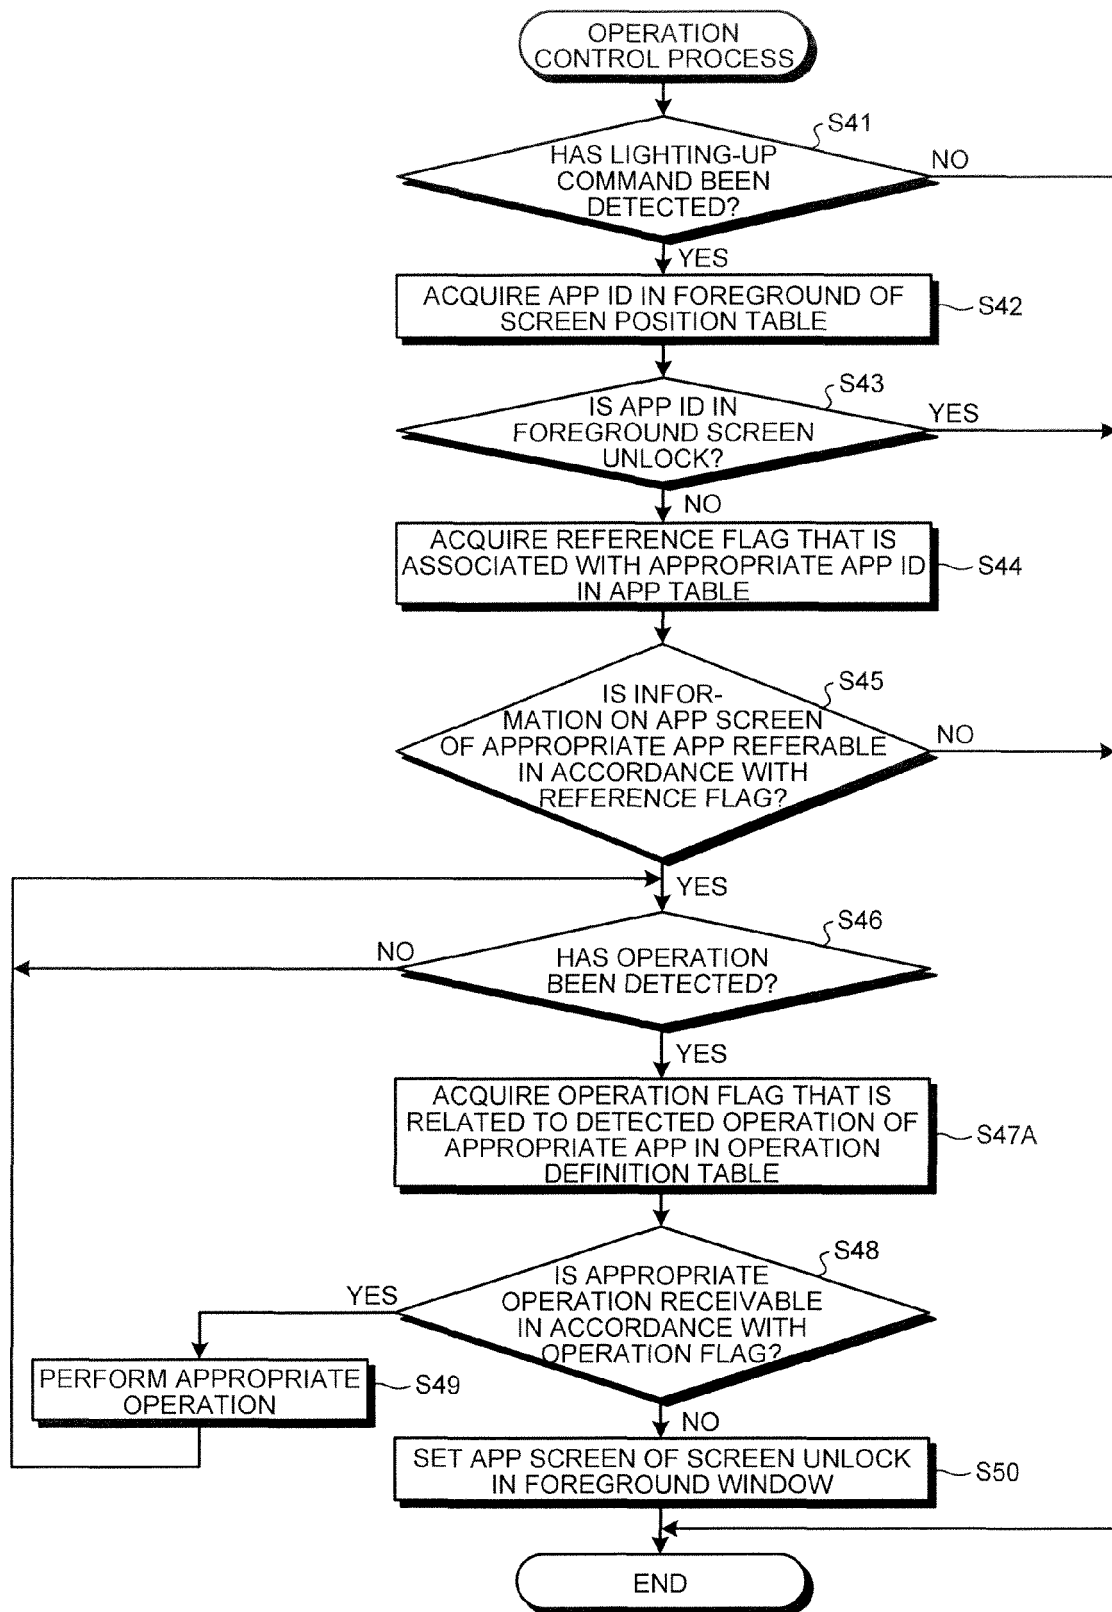 OPERATION
CONTROL PROCESS
S41
HAS LIGHTING-UP
COMMAND BEEN
DETECTED?
NO
YES
ACQUIRE APP ID IN FOREGROUND OF
SCREEN POSITION TABLE
S42
S43
IS APP ID IN
FOREGROUND SCREEN
UNLOCK?
YES
NO
ACQUIRE REFERENCE FLAG THAT IS
ASSOCIATED WITH APPROPRIATE APP ID
IN APP TABLE
S44
S45
IS INFOR-
MATION ON APP SCREEN
OF APPROPRIATE APP REFERABLE
IN ACCORDANCE WITH
REFERENCE FLAG?
NO
YES
S46
NO
HAS OPERATION
BEEN DETECTED?
YES
ACQUIRE OPERATION FLAG THAT IS
RELATED TO DETECTED OPERATION OF
APPROPRIATE APP IN OPERATION
DEFINITION TABLE
S47A
S48
YES
IS APPROPRIATE
OPERATION RECEIVABLE
IN ACCORDANCE WITH
OPERATION FLAG?
PERFORM APPROPRIATE
OPERATION
S49
NO
SET APP SCREEN OF SCREEN UNLOCK
IN FOREGROUND WINDOW
S50
END